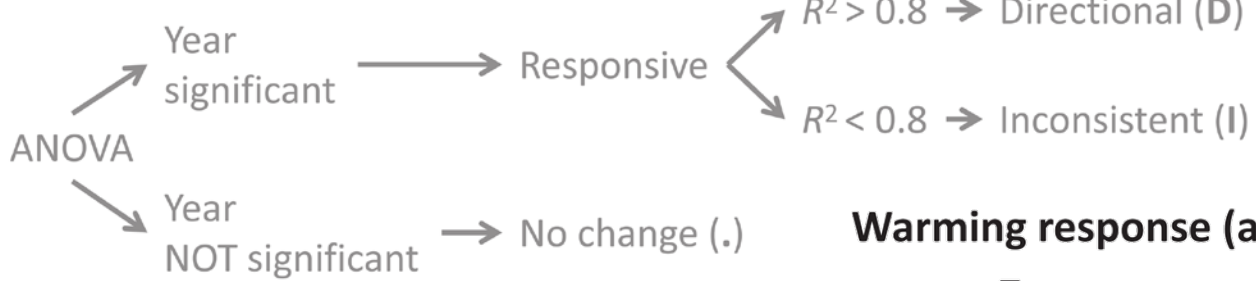 R² > 0.8 → Directional (D)
Year
significant → Responsive
R² < 0.8 → Inconsistent (I)
ANOVA
Year
NOT significant → No change (.)
Warming response (a